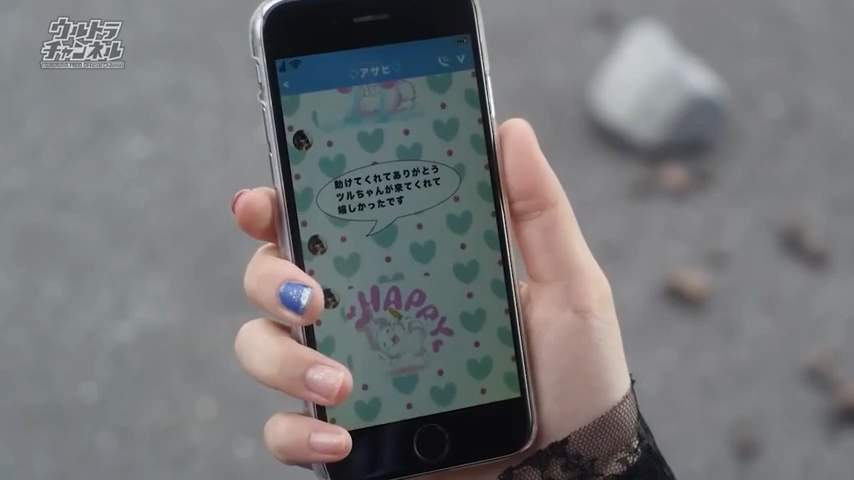 ウルトラ
チャンネル
♡アサヒ♡
助けてくれてありがとう
ツルちゃんが来てくれて
嬉しかったです
HAPPY